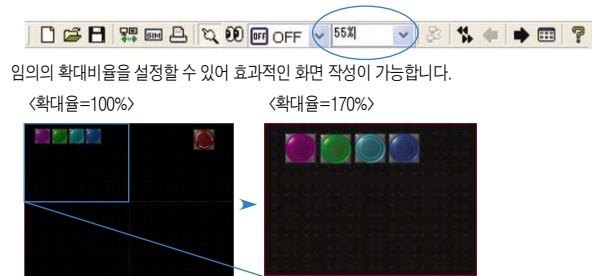 SIM OFF OFF 55%
임의의 확대비율을 설정할 수 있어 효과적인 화면 작성이 가능합니다.
〈확대율=100%〉 〈확대율=170%〉